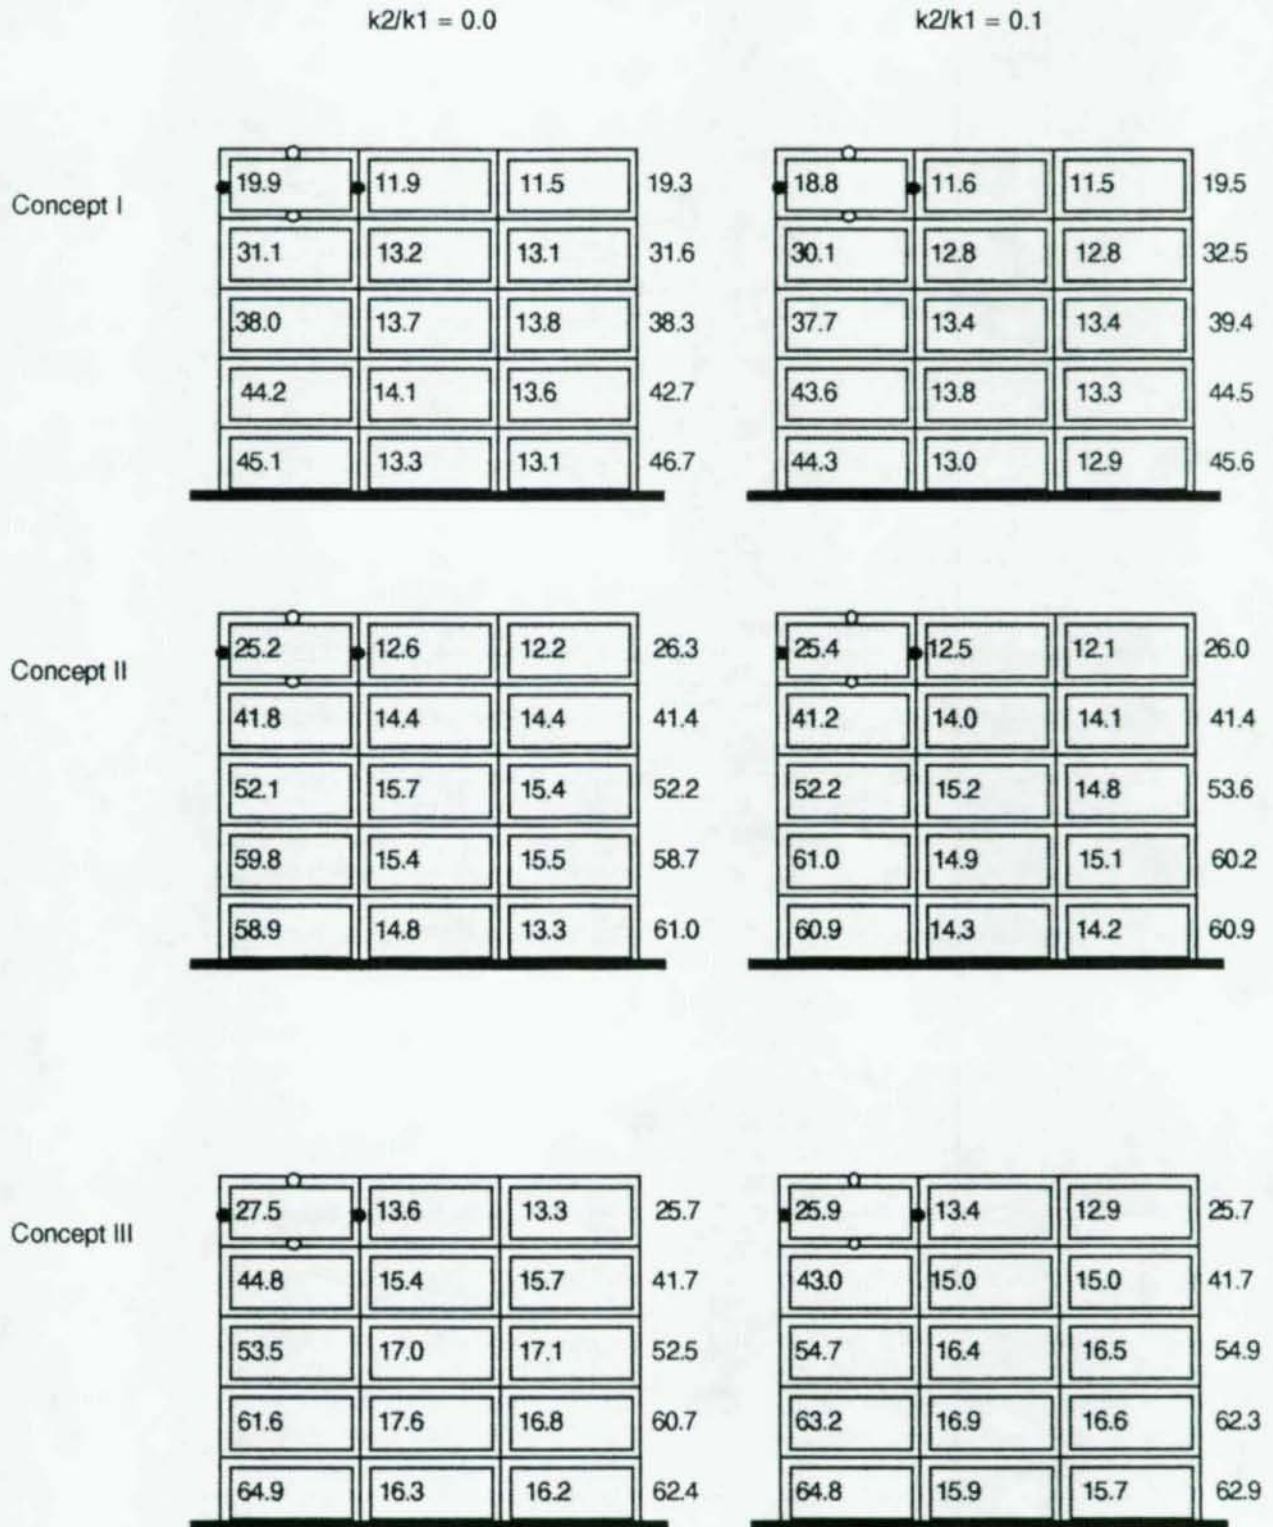 k2/k1 = 0.0 k2/k1 = 0.1
Concept I
19.9 11.9 11.5 19.3 18.8 11.6 11.5 19.5
31.1 13.2 13.1 31.6 30.1 12.8 12.8 32.5
38.0 13.7 13.8 38.3 37.7 13.4 13.4 39.4
44.2 14.1 13.6 42.7 43.6 13.8 13.3 44.5
45.1 13.3 13.1 46.7 44.3 13.0 12.9 45.6
Concept II
25.2 12.6 12.2 26.3 25.4 12.5 12.1 26.0
41.8 14.4 14.4 41.4 41.2 14.0 14.1 41.4
52.1 15.7 15.4 52.2 52.2 15.2 14.8 53.6
59.8 15.4 15.5 58.7 61.0 14.9 15.1 60.2
58.9 14.8 13.3 61.0 60.9 14.3 14.2 60.9
Concept III
27.5 13.6 13.3 25.7 25.9 13.4 12.9 25.7
44.8 15.4 15.7 41.7 43.0 15.0 15.0 41.7
53.5 17.0 17.1 52.5 54.7 16.4 16.5 54.9
61.6 17.6 16.8 60.7 63.2 16.9 16.6 62.3
64.9 16.3 16.2 62.4 64.8 15.9 15.7 62.9